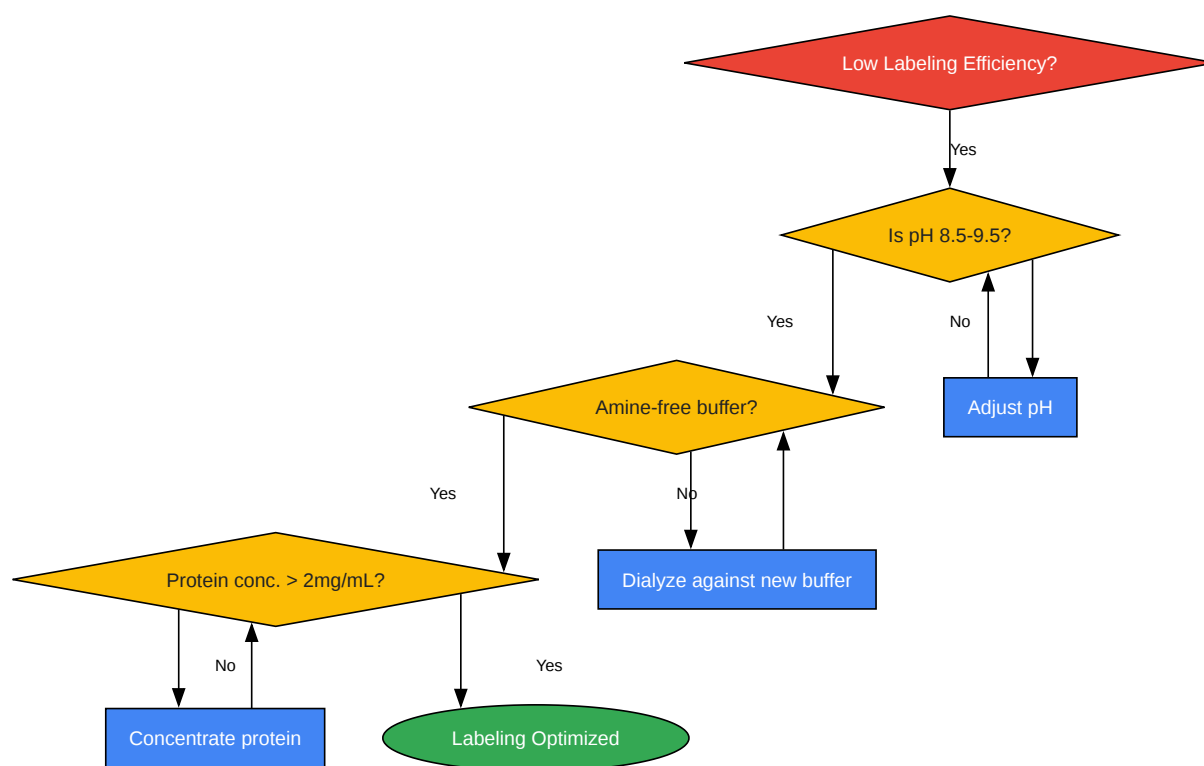 Low Labeling Efficiency?
Yes
Is pH 8.5-9.5?
Yes
No
Adjust pH
Amine-free buffer?
Yes
No
Dialyze against new buffer
Protein conc. > 2mg/mL?
No
Yes
Concentrate protein
Labeling Optimized